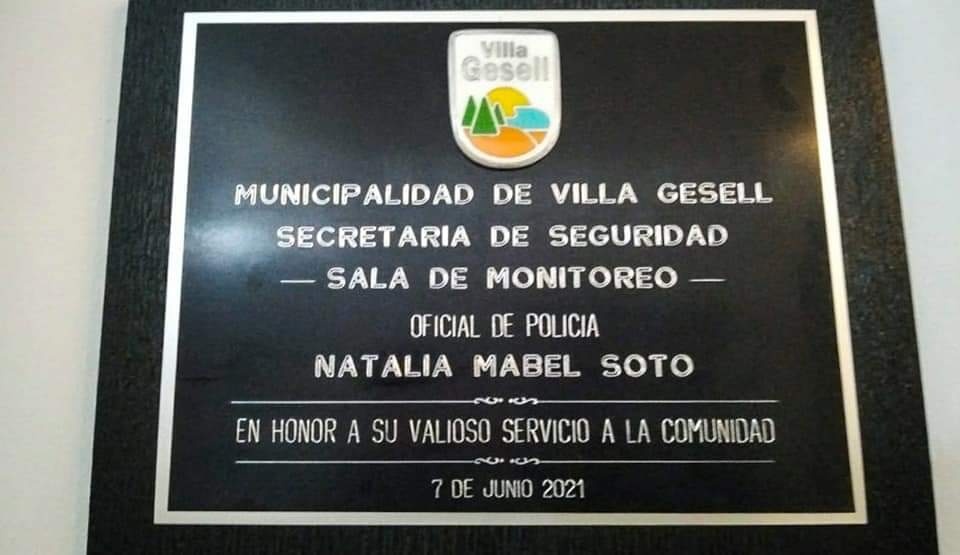 Villa
Gesell
MUNICIPALIDAD DE VILLA GESELL
SECRETARIA DE SEGURIDAD
— SALA DE MONITOREO —
OFICIAL DE POLICIA
NATALIA MABEL SOTO
EN HONOR A SU VALIOSO SERVICIO A LA COMUNIDAD
7 DE JUNIO 2021